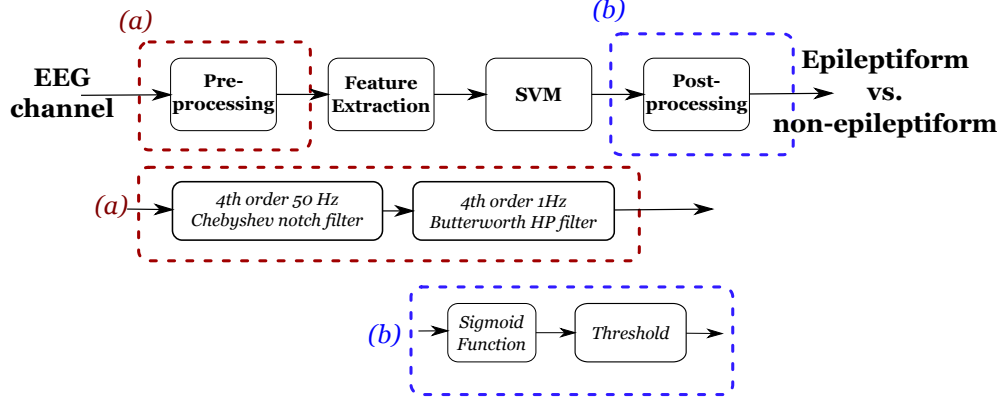 (a)
(b)
EEG
channel
Pre-
processing
Feature
Extraction
SVM
Post-
processing
Epileptiform
vs.
non-epileptiform
(a)
4th order 50 Hz
Chebyshev notch filter
4th order 1Hz
Butterworth HP filter
(b)
Sigmoid
Function
Threshold